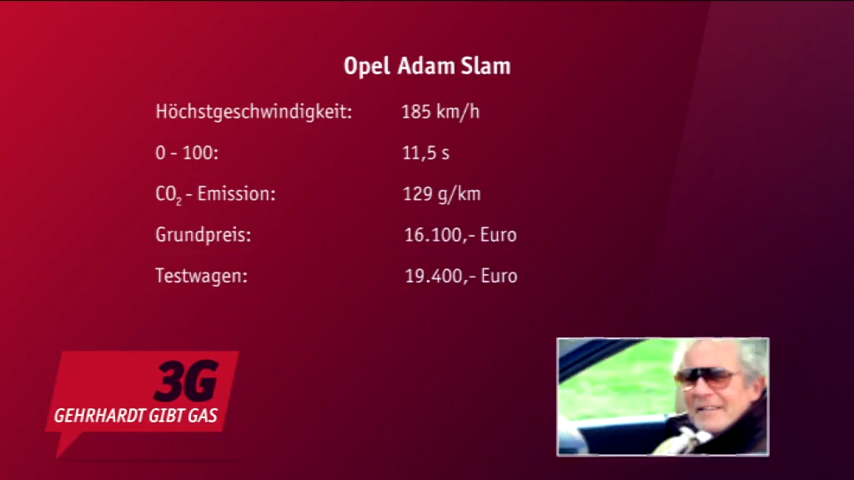 Opel Adam Slam
Höchstgeschwindigkeit: 185 km/h
0 - 100: 11,5 s
CO₂ - Emission: 129 g/km
Grundpreis: 16.100,- Euro
Testwagen: 19.400,- Euro
3G
GEHRHARDT GIBT GAS